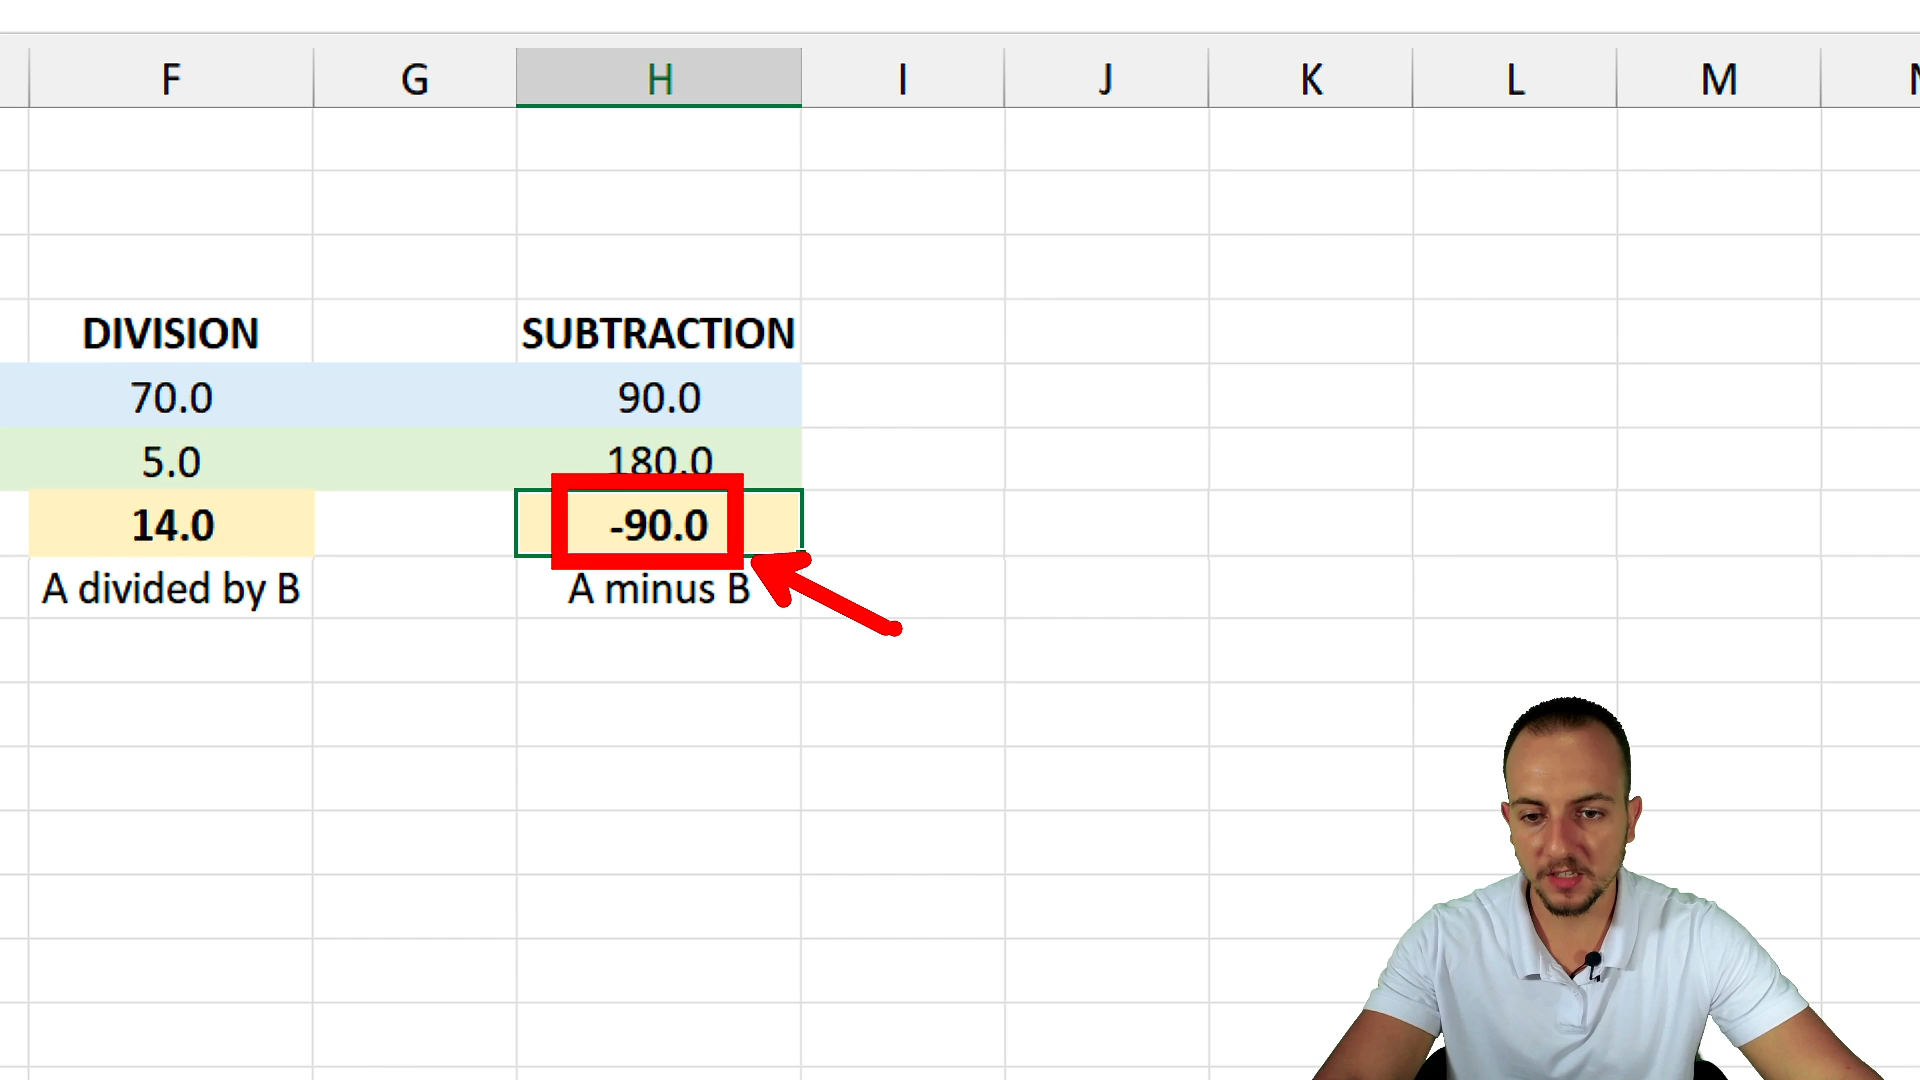 F G H I J K L M
DIVISION SUBTRACTION
70.0 90.0
5.0 180.0
14.0 -90.0
A divided by B A minus B